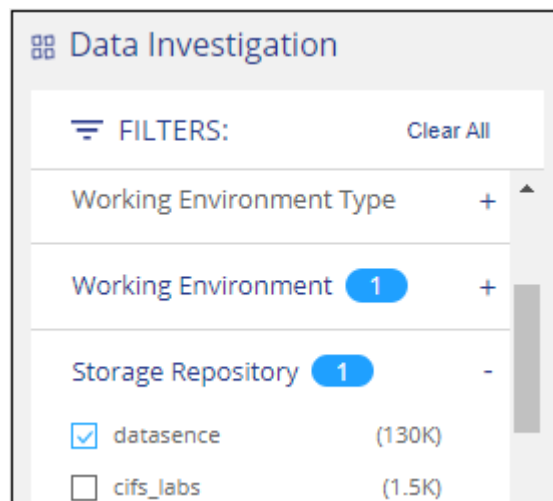 Data Investigation
FILTERS: Clear All
Working Environment Type +
Working Environment 1 +
Storage Repository 1 -
datasence (130K)
cifs_labs (1.5K)